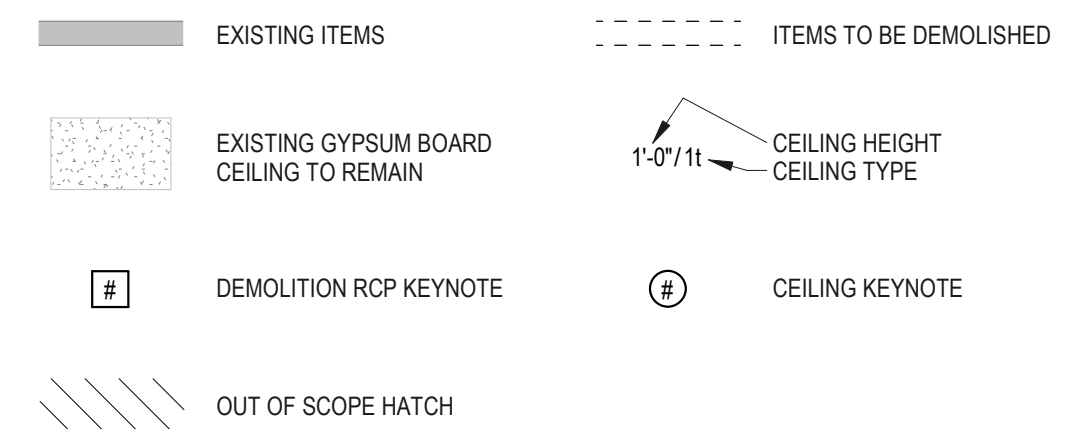 EXISTING ITEMS
ITEMS TO BE DEMOLISHED
EXISTING GYPSUM BOARD
CEILING TO REMAIN
1'-0"/ 1t
CEILING HEIGHT
CEILING TYPE
#
DEMOLITION RCP KEYNOTE
#
CEILING KEYNOTE
OUT OF SCOPE HATCH